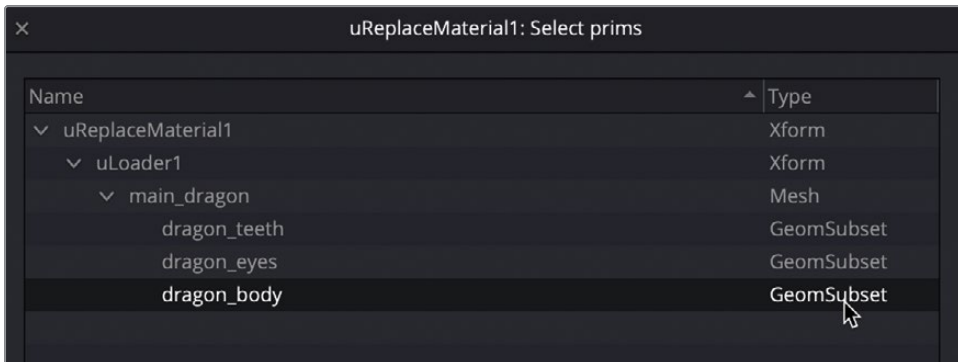 uReplaceMaterial1: Select prims
Name Type
uReplaceMaterial1 Xform
uLoader1 Xform
main_dragon Mesh
dragon_teeth GeomSubset
dragon_eyes GeomSubset
dragon_body GeomSubset